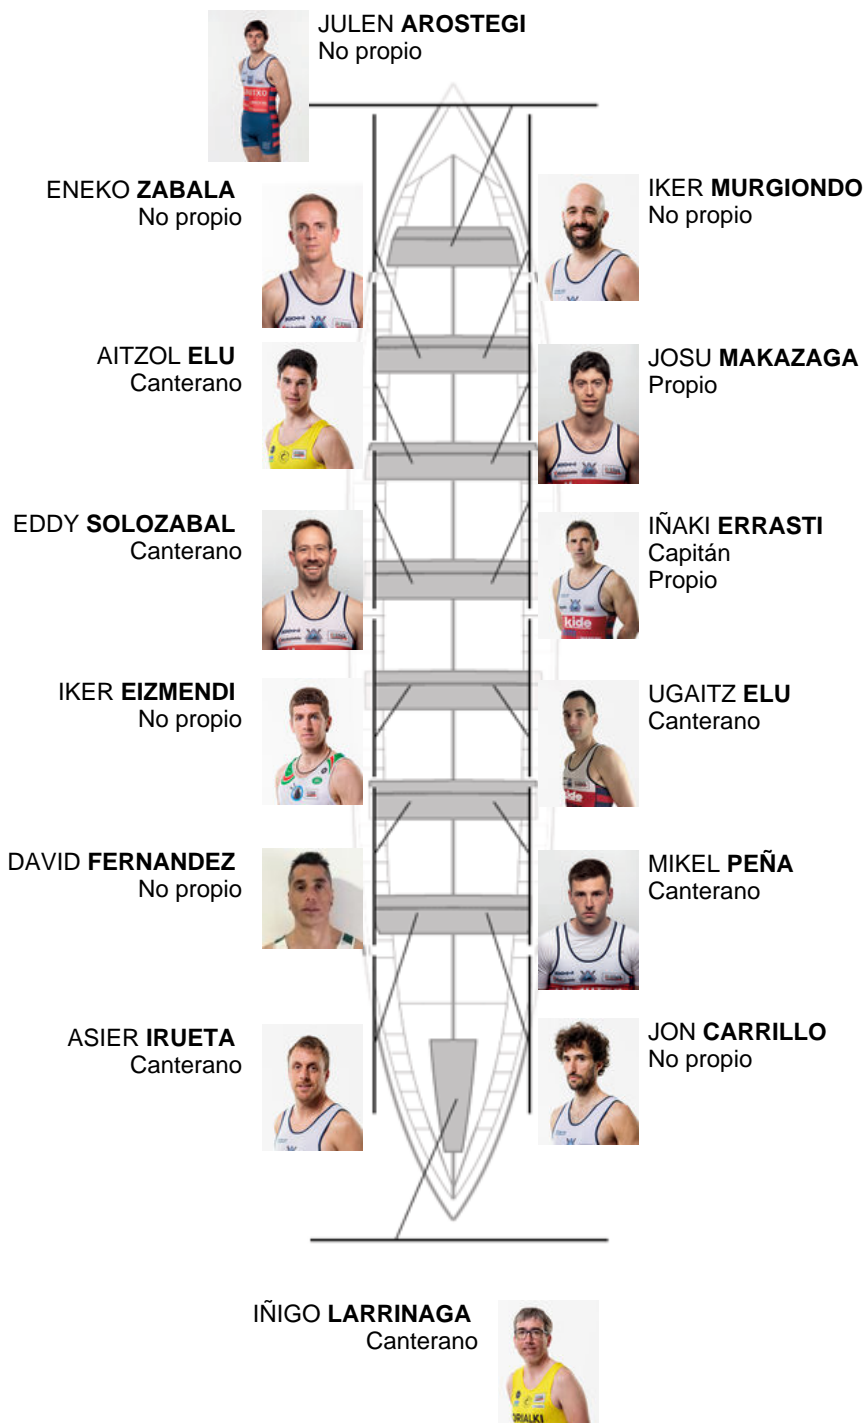 JULEN AROSTEGI
No propio
ENEKO ZABALA
No propio
IKER MURGIONDO
No propio
AITZOL ELU
Canterano
JOSU MAKAZAGA
Propio
EDDY SOLOZABAL
Canterano
IÑAKI ERRASTI
Capitán
Propio
kide
IKER EIZMENDI
No propio
UGAITZ ELU
Canterano
kide
DAVID FERNANDEZ
No propio
MIKEL PEÑA
Canterano
ASIER IRUETA
Canterano
JON CARRILLO
No propio
IÑIGO LARRINAGA
Canterano